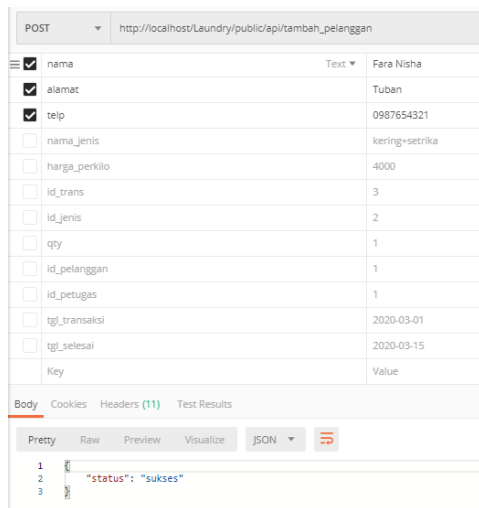 POST http://localhost/Laundry/public/api/tambah_pelanggan
nama Text Fara Nisha
alamat Tuban
telp 0987654321
nama_jenis kering+setrika
harga_perkilo 4000
id_trans 3
id_jenis 2
qty 1
id_pelanggan 1
id_petugas 1
tgl_transaksi 2020-03-01
tgl_selesai 2020-03-15
Key Value
Body Cookies Headers (11) Test Results
Pretty Raw Preview Visualize JSON
1 {
2 "status": "sukses"
3 }